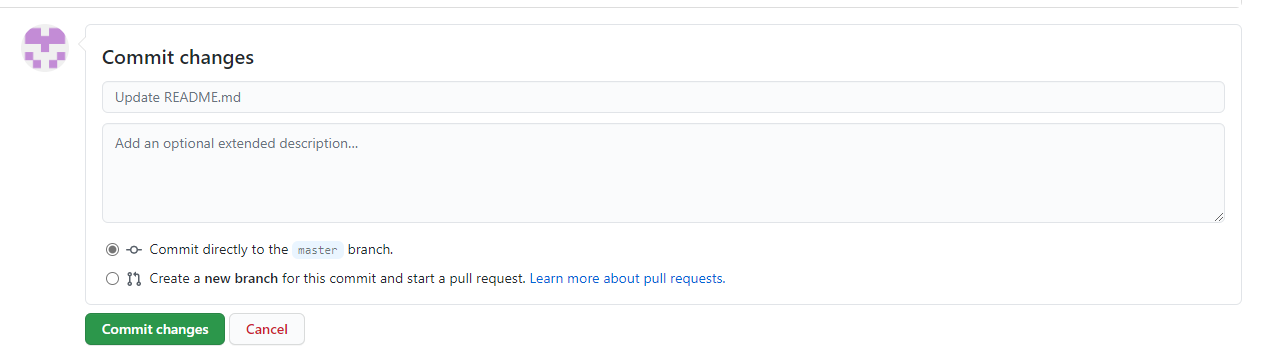 Commit changes
Update README.md
Add an optional extended description...
Commit directly to the master branch.
Create a new branch for this commit and start a pull request. Learn more about pull requests.
Commit changes Cancel